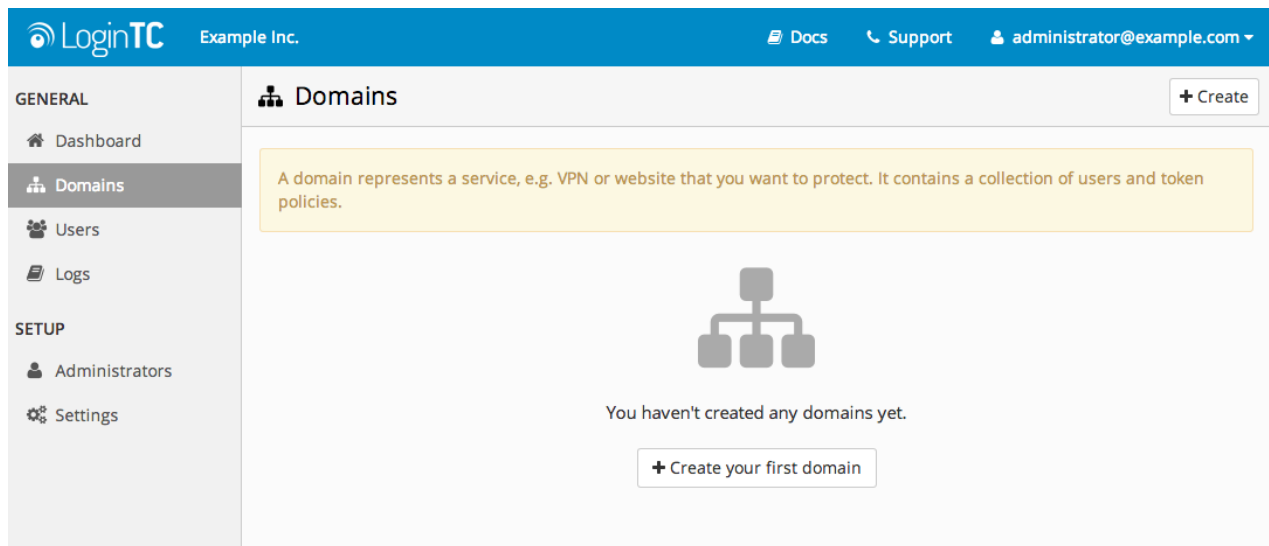 LoginTC Example Inc. Docs Support administrator@example.com
GENERAL
Dashboard
Domains
Users
Logs
SETUP
Administrators
Settings
Domains
Create
A domain represents a service, e.g. VPN or website that you want to protect. It contains a collection of users and token
policies.
You haven't created any domains yet.
Create your first domain